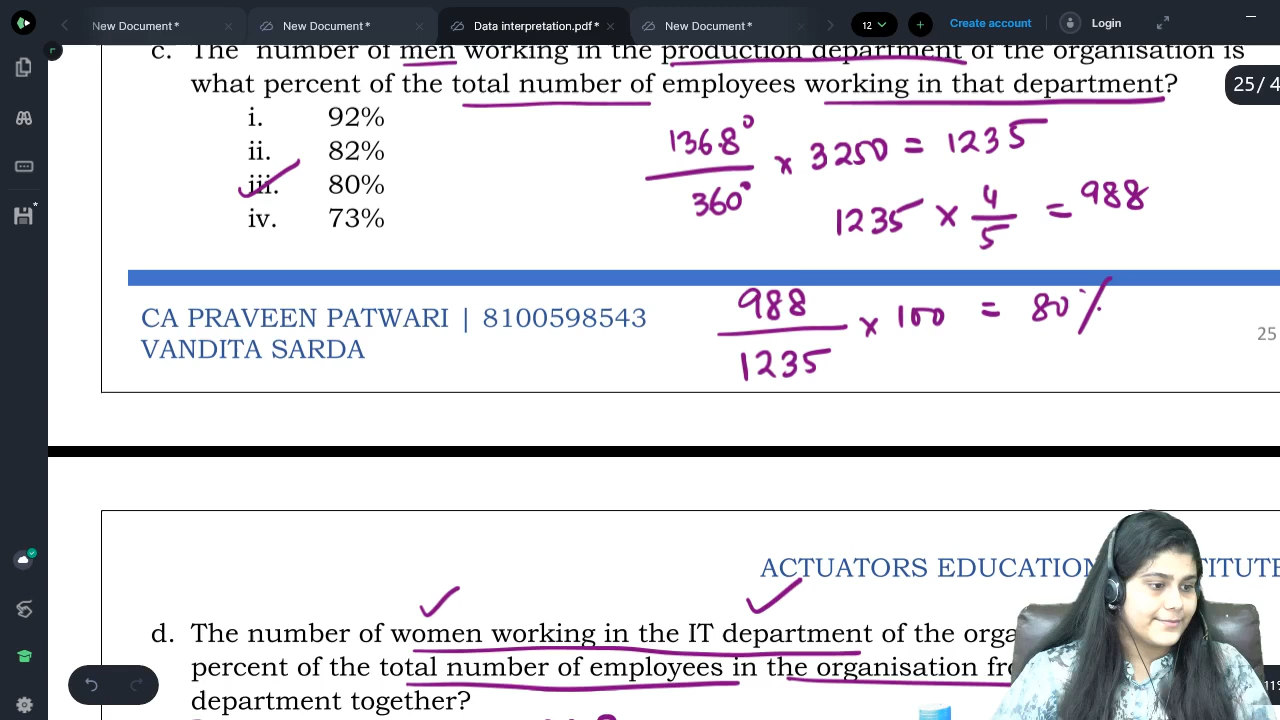 New Document*
New Document*
Data interpretation.pdf*
New Document*
12
Create account
Login
c. The number of men working in the production department of the organisation is
what percent of the total number of employees working in that department?
25/ 4
i. 92%
ii. 82%
iii. 80%
iv. 73%
1368° / 360° × 3250 = 1235
1235 × 4/5 = 988
CA PRAVEEN PATWARI | 8100598543
VANDITA SARDA
988 / 1235 × 100 = 80%
25
ACTUATORS EDUCATION
d. The number of women working in the IT department of the orga
percent of the total number of employees in the organisation fr
department together?